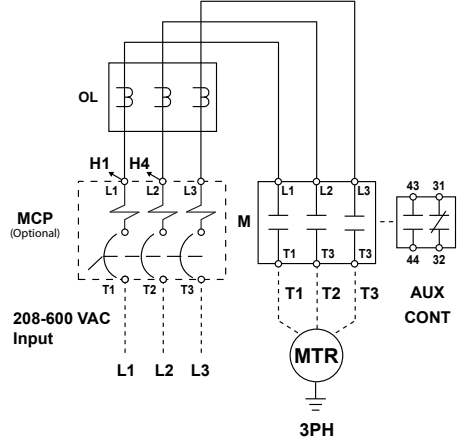 OL
H1 H4
L1 L2 L3
L1 L2 L3
43 31
MCP
(Optional)
M
T1 T3 T3
44 32
T1 T2 T3
T1 T2 T3
AUX
CONT
208-600 VAC
Input
L1 L2 L3
MTR
3PH